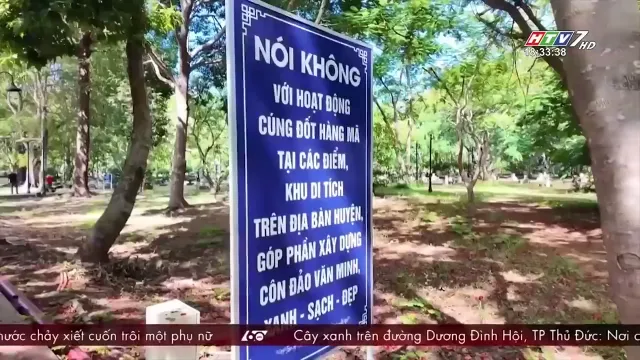 HTV7 HD
18:33:38
NÓI KHÔNG
VỚI HOẠT ĐỘNG
CÚNG ĐỐT HÀNG MÃ
TẠI CÁC ĐIỂM,
KHU DI TÍCH
TRÊN ĐỊA BÀN HUYỆN,
GÓP PHẦN XÂY DỰNG
CÔN ĐẢO VĂN MINH,
XANH - SẠCH - ĐẸP
nước chảy xiết cuốn trôi một phụ nữ 60 Cây xanh trên đường Dương Đình Hội, TP Thủ Đức: Nơi